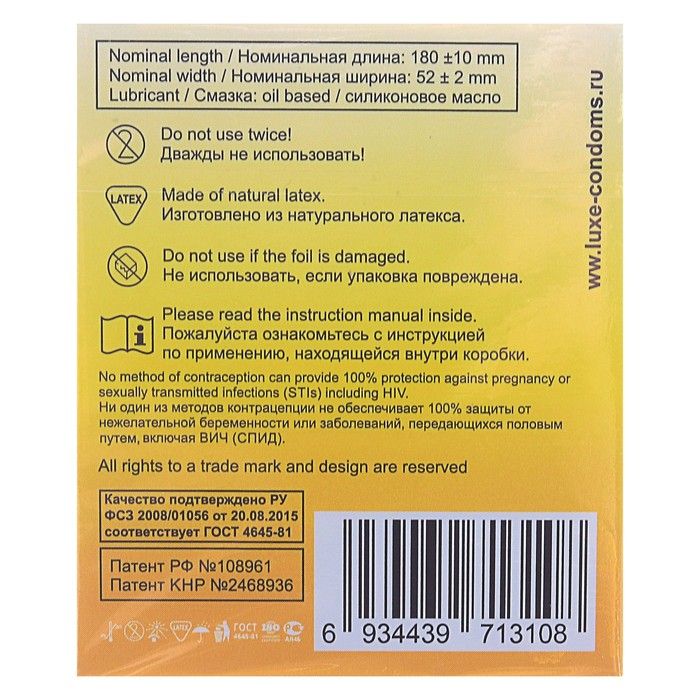 Nominal length / Номинальная длина: 180 ±10 mm
Nominal width / Номинальная ширина: 52 ± 2 mm
Lubricant / Смазка: oil based / силиконовое масло
www.luxe-condoms.ru
2
Do not use twice!
Дважды не использовать!
LATEX
Made of natural latex.
Изготовлено из натурального латекса.
Do not use if the foil is damaged.
Не использовать, если упаковка повреждена.
Please read the instruction manual inside.
Пожалуйста ознакомьтесь с инструкцией
по применению, находящейся внутри коробки.
No method of contraception can provide 100% protection against pregnancy or
sexually transmitted infections (STIs) including HIV.
Ни один из методов контрацепции не обеспечивает 100% защиты от
нежелательной беременности или заболеваний, передающихся половым
путем, включая ВИЧ (СПИД).
All rights to a trade mark and design are reserved
Качество подтверждено РУ
ФСЗ 2008/01056 от 20.08.2015
соответствует ГОСТ 4645-81
Патент РФ №108961
Патент КНР №2468936
LATEX
ГОСТ
4645-81
ISO
6 934439 713108